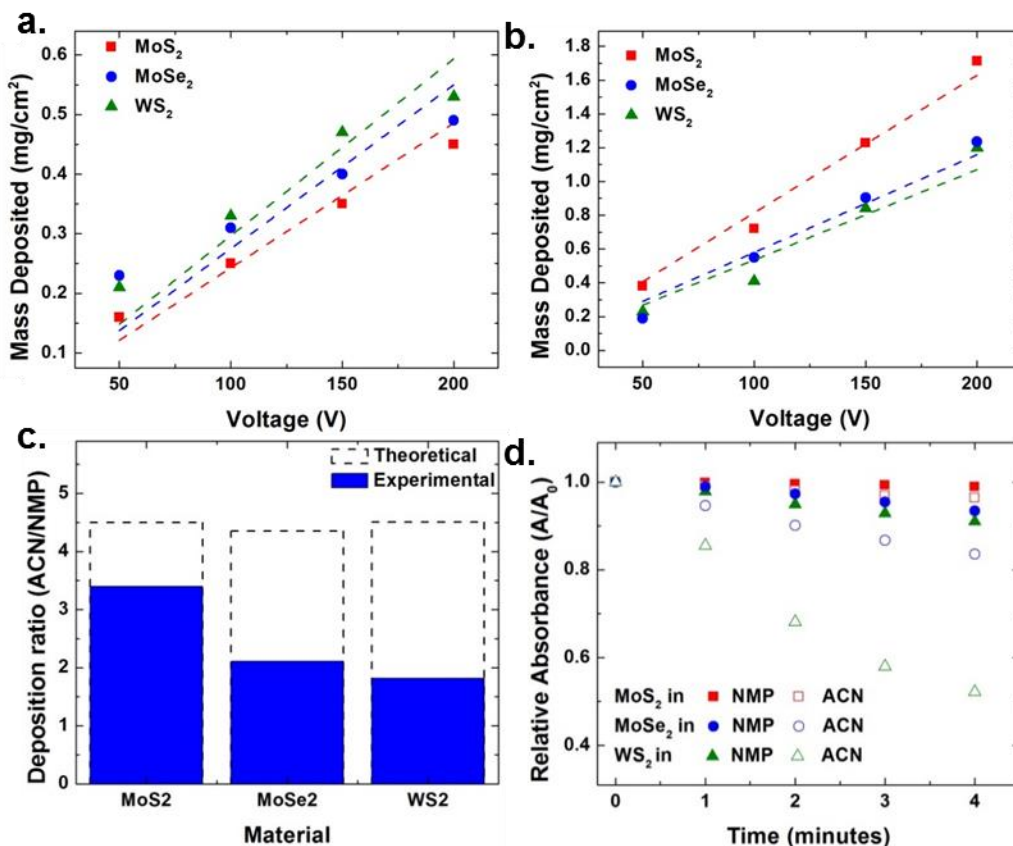 a.
MoS₂
MoSe₂
WS₂
Mass Deposited (mg/cm²)
0.6
0.5
0.4
0.3
0.2
0.1
50 100 150 200
Voltage (V)
b.
MoS₂
MoSe₂
WS₂
Mass Deposited (mg/cm²)
1.8
1.6
1.4
1.2
1.0
0.8
0.6
0.4
0.2
0.0
50 100 150 200
Voltage (V)
c.
Theoretical
Experimental
Deposition ratio (ACN/NMP)
5
4
3
2
1
0
MoS2 MoSe2 WS2
Material
d.
Relative Absorbance (A/A₀)
1.0
0.8
0.6
0.4
MoS₂ in NMP ACN
MoSe₂ in NMP ACN
WS₂ in NMP ACN
0 1 2 3 4
Time (minutes)